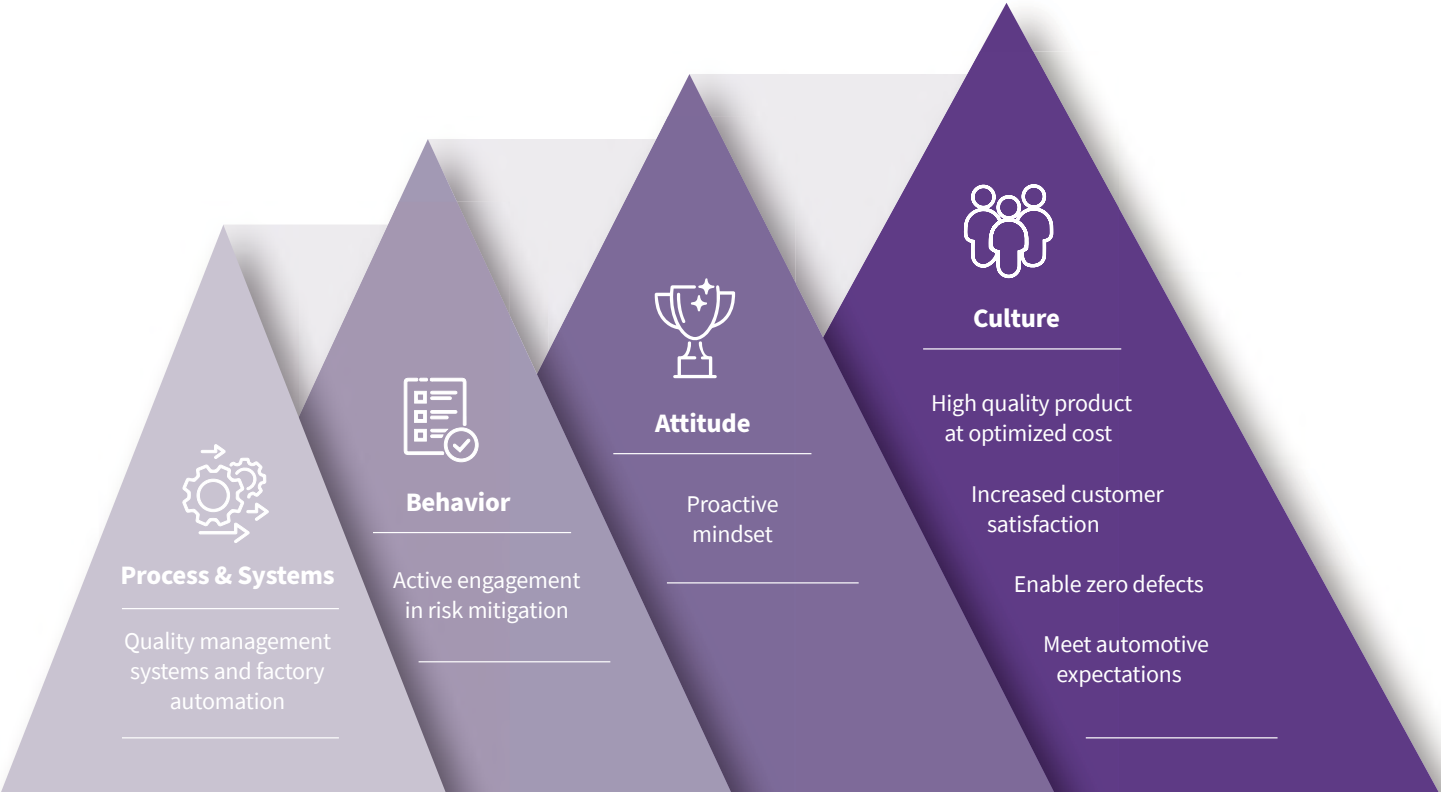 Process & Systems
Quality management
systems and factory
automation
Behavior
Active engagement
in risk mitigation
Attitude
Proactive
mindset
Culture
High quality product
at optimized cost
Increased customer
satisfaction
Enable zero defects
Meet automotive
expectations